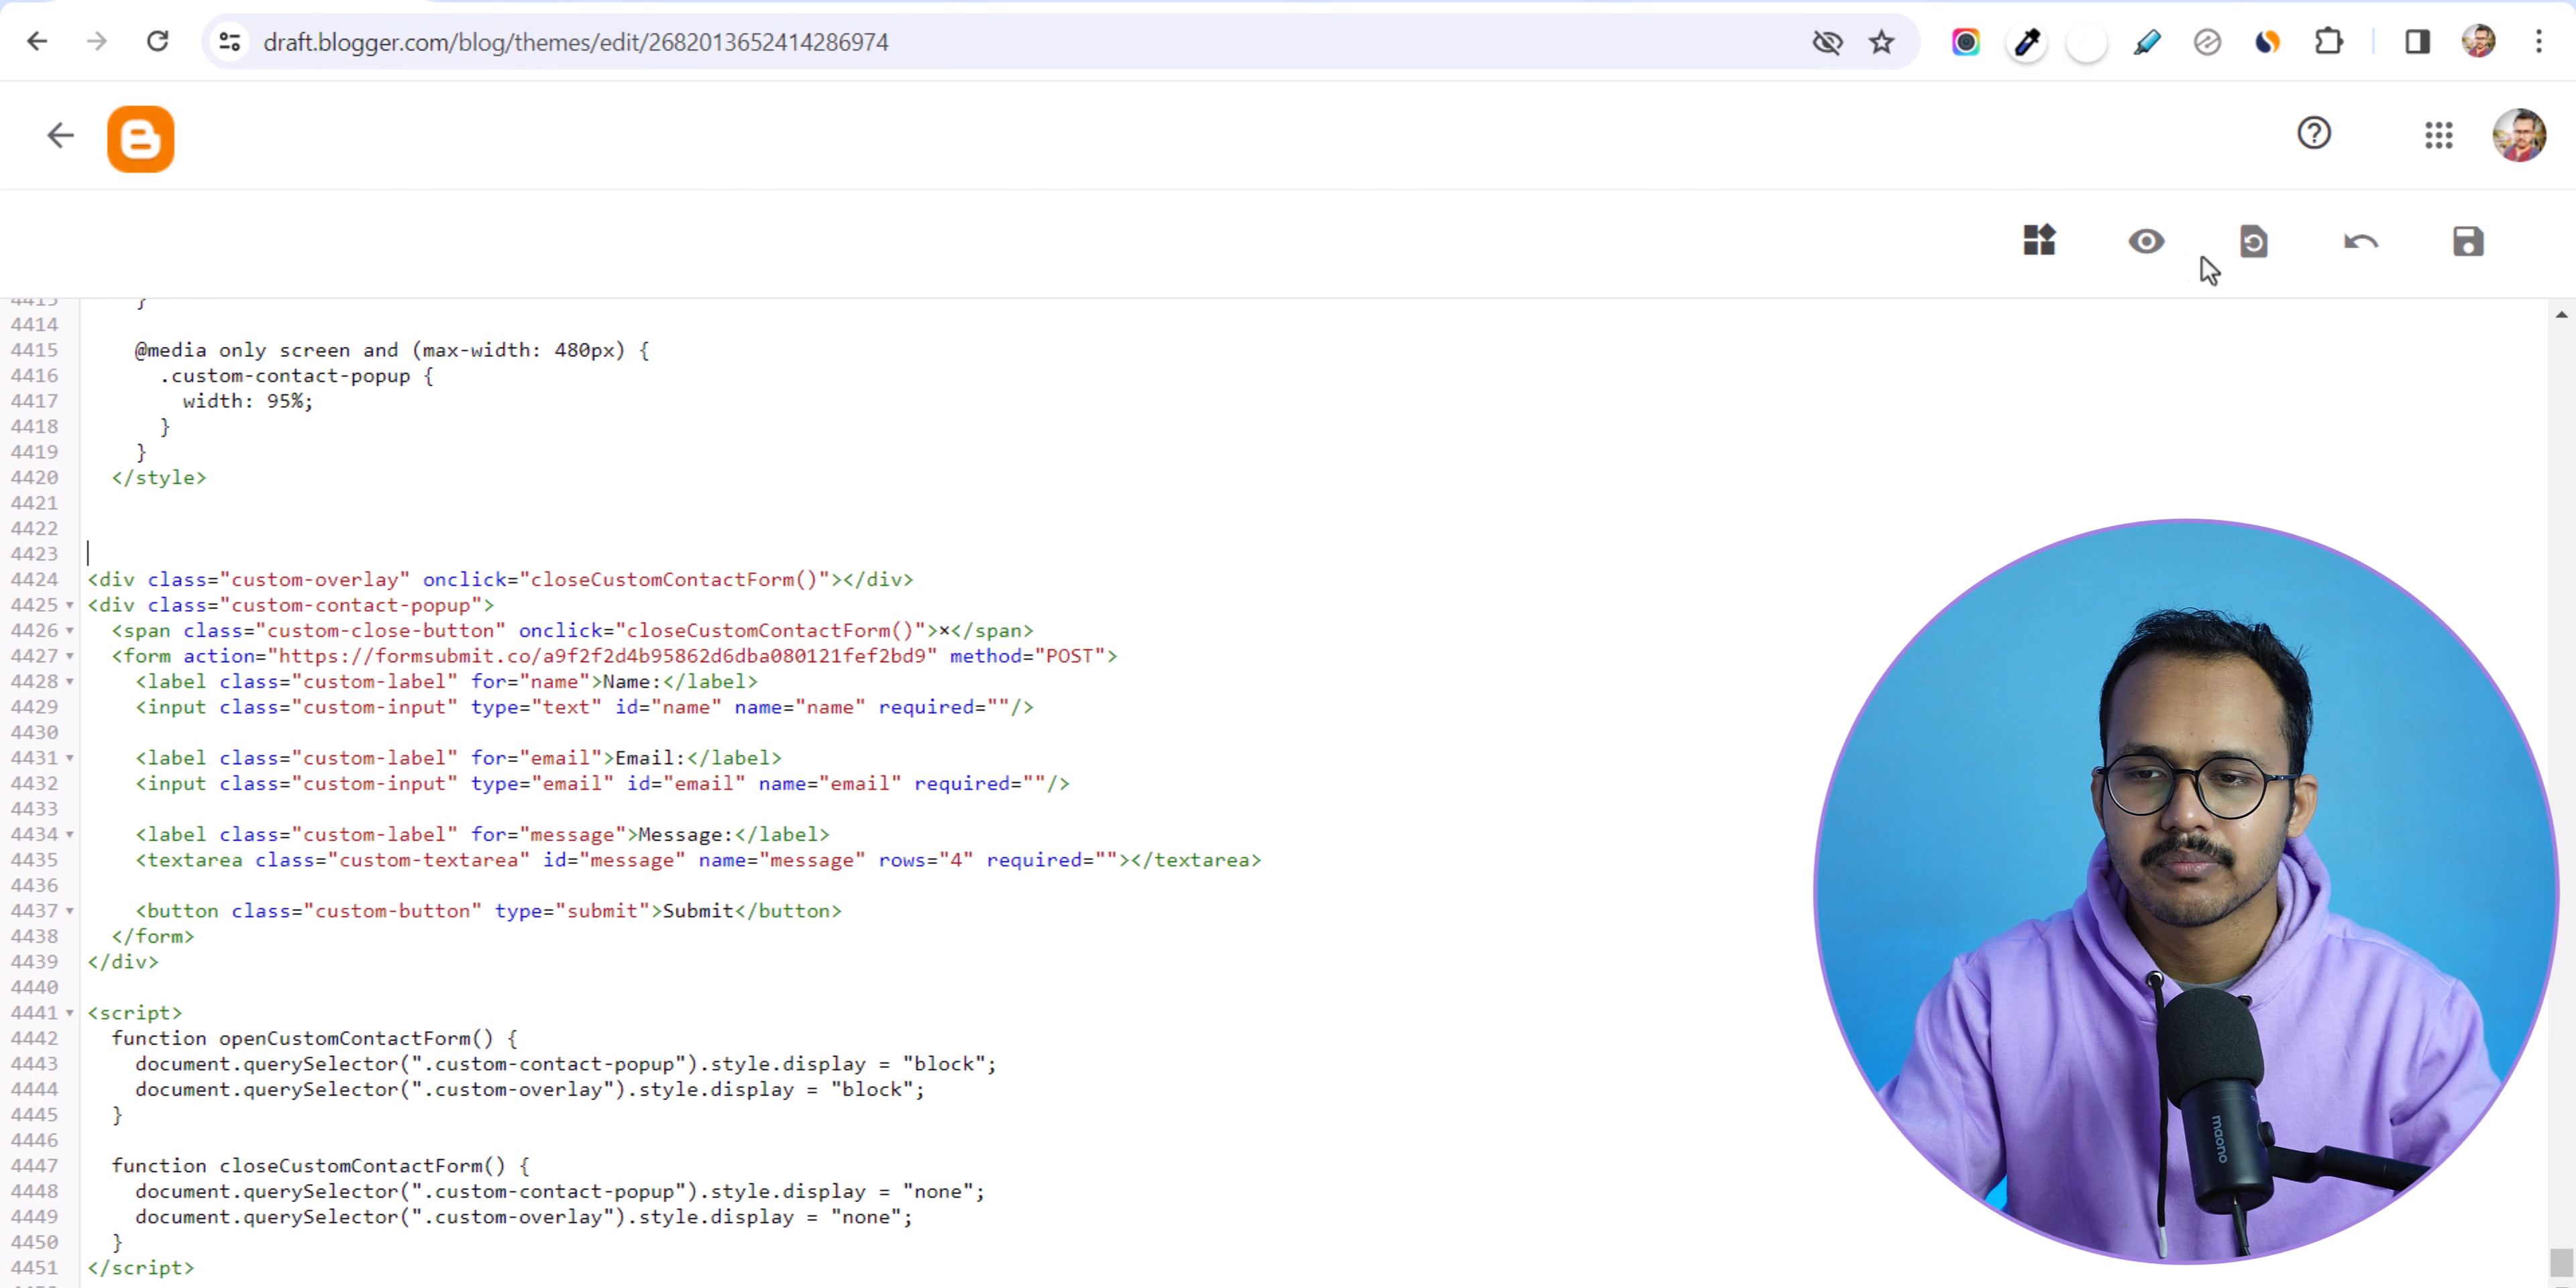 draft.blogger.com/blog/themes/edit/2682013652414286974
4413 }
4414
4415 @media only screen and (max-width: 480px) {
4416 .custom-contact-popup {
4417 width: 95%;
4418 }
4419 }
4420 </style>
4421
4422
4423
4424 <div class="custom-overlay" onclick="closeCustomContactForm()"></div>
4425 <div class="custom-contact-popup">
4426 <span class="custom-close-button" onclick="closeCustomContactForm()">×</span>
4427 <form action="https://formsubmit.co/a9f2f2d4b95862d6dba080121fef2bd9" method="POST">
4428 <label class="custom-label" for="name">Name:</label>
4429 <input class="custom-input" type="text" id="name" name="name" required=""/>
4430
4431 <label class="custom-label" for="email">Email:</label>
4432 <input class="custom-input" type="email" id="email" name="email" required=""/>
4433
4434 <label class="custom-label" for="message">Message:</label>
4435 <textarea class="custom-textarea" id="message" name="message" rows="4" required=""></textarea>
4436
4437 <button class="custom-button" type="submit">Submit</button>
4438 </form>
4439 </div>
4440
4441 <script>
4442 function openCustomContactForm() {
4443 document.querySelector(".custom-contact-popup").style.display = "block";
4444 document.querySelector(".custom-overlay").style.display = "block";
4445 }
4446
4447 function closeCustomContactForm() {
4448 document.querySelector(".custom-contact-popup").style.display = "none";
4449 document.querySelector(".custom-overlay").style.display = "none";
4450 }
4451 </script>
maono